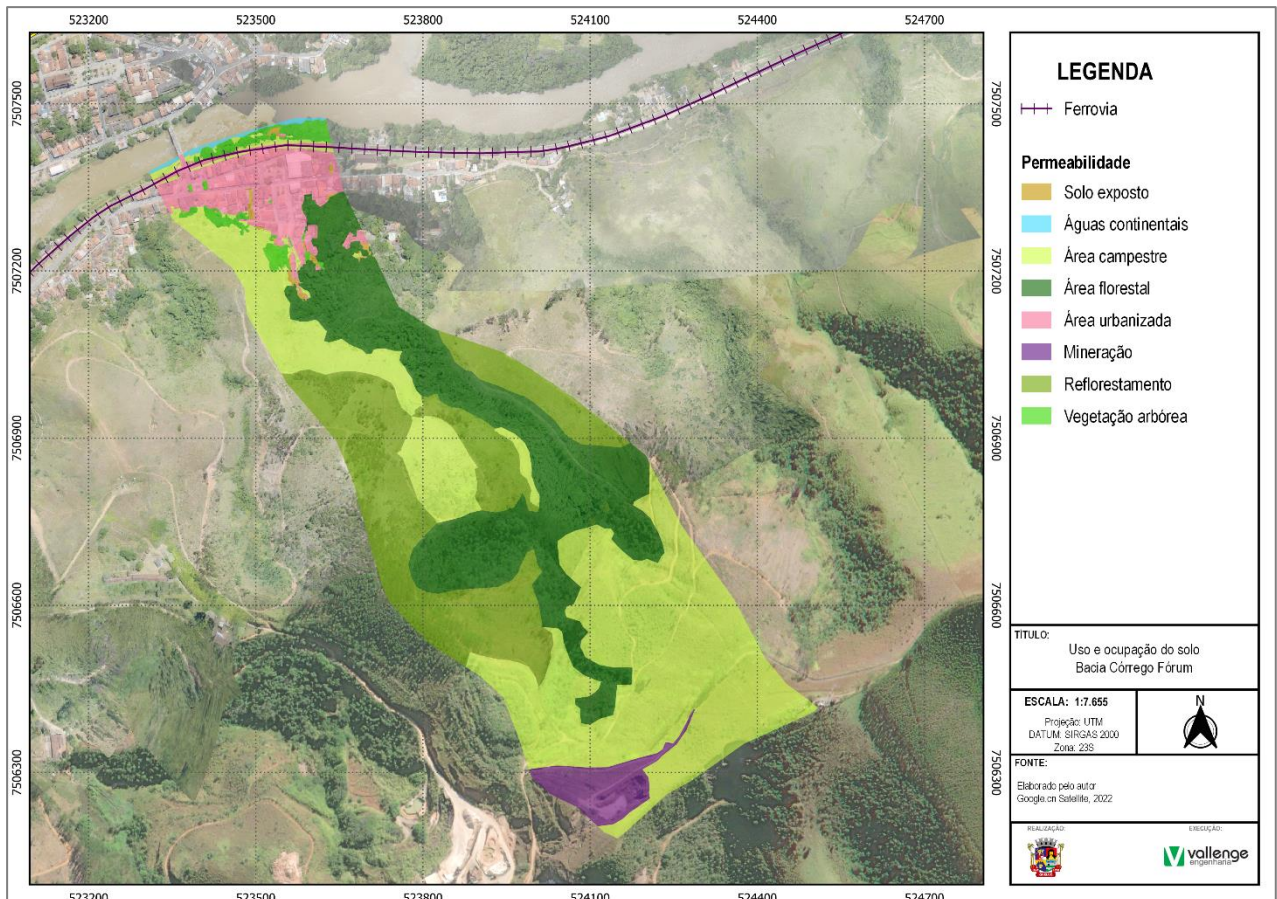 523200 523500 523800 524100 524400 524700
7507500
7507200
7506900
7506600
7506300
7507500
7507200
7506900
7506600
7506300
523200 523500 523800 524100 524400 524700
LEGENDA
Ferrovia
Permeabilidade
Solo exposto
Águas continentais
Área campestre
Área florestal
Área urbanizada
Mineração
Reflorestamento
Vegetação arbórea
TÍTULO:
Uso e ocupação do solo
Bacia Córrego Fórum
ESCALA: 1:7.655
Projeção: UTM
DATUM: SIRGAS 2000
Zona: 23S
N
FONTE:
Elaborado pelo autor
Google.cn Satellite, 2022
REALIZAÇÃO:
EXECUÇÃO:
vallenge
engenharia